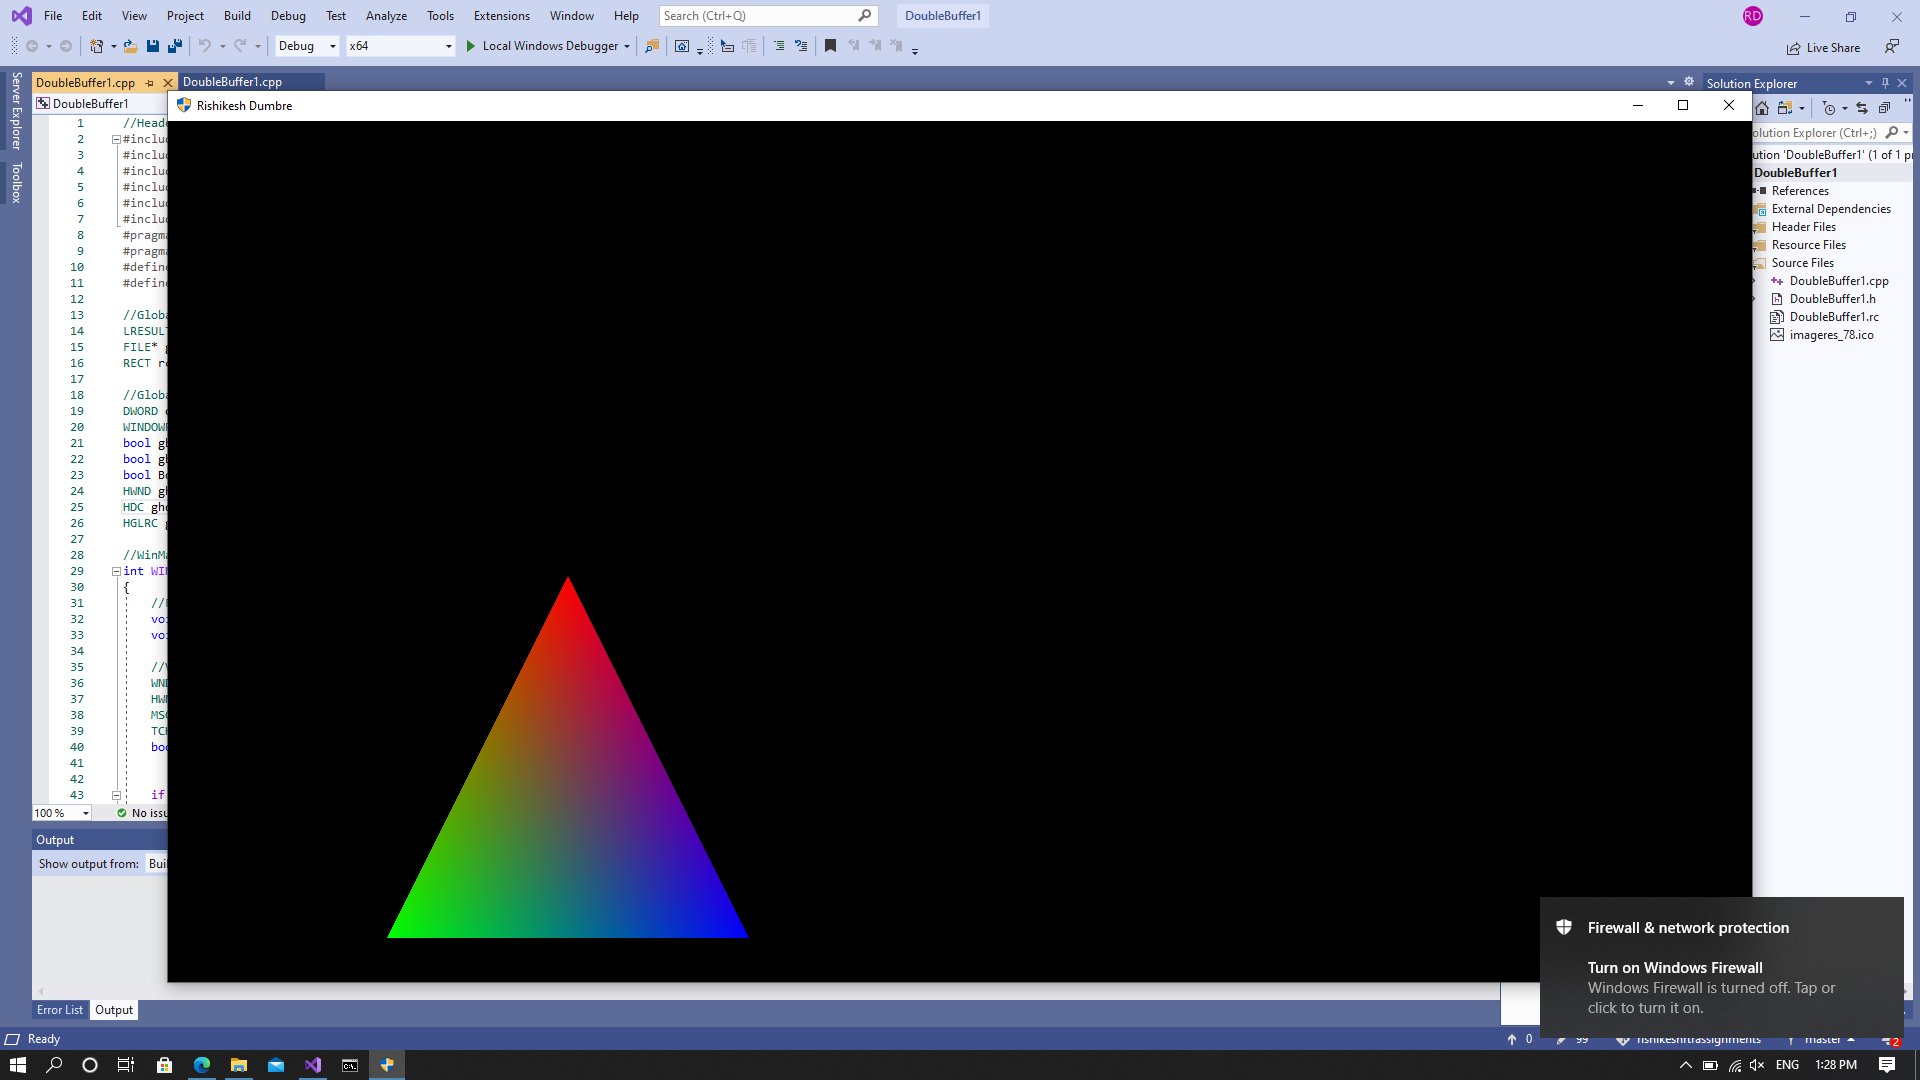 File Edit View Project Build Debug Test Analyze Tools Extensions Window Help Search (Ctrl+Q) DoubleBuffer1 RD
Debug x64 Local Windows Debugger Live Share
Server Explorer
Toolbox
DoubleBuffer1.cpp DoubleBuffer1.cpp
DoubleBuffer1
Rishikesh Dumbre
1 //Head
2 #inclu
3 #inclu
4 #inclu
5 #inclu
6 #inclu
7 #inclu
8 #pragm
9 #pragm
10 #defin
11 #defin
12
13 //Globa
14 LRESUL
15 FILE*
16 RECT r
17
18 //Globa
19 DWORD
20 WINDOW
21 bool g
22 bool g
23 bool B
24 HWND g
25 HDC gh
26 HGLRC
27
28 //WinM
29 int WI
30 {
31 //
32 vo
33 vo
34
35 //
36 WN
37 HW
38 MS
39 TC
40 bo
41
42
43 if
100 % No issu
Output
Show output from: Bui
Error List Output
Ready
Solution Explorer
olution Explorer (Ctrl+;)
ution 'DoubleBuffer1' (1 of 1 pr
DoubleBuffer1
References
External Dependencies
Header Files
Resource Files
Source Files
DoubleBuffer1.cpp
DoubleBuffer1.h
DoubleBuffer1.rc
imageres_78.ico
Firewall & network protection
Turn on Windows Firewall
Windows Firewall is turned off. Tap or
click to turn it on.
0 99 master 2
ENG 1:28 PM